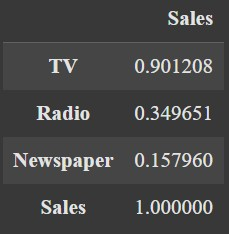 Sales
TV 0.901208
Radio 0.349651
Newspaper 0.157960
Sales 1.000000